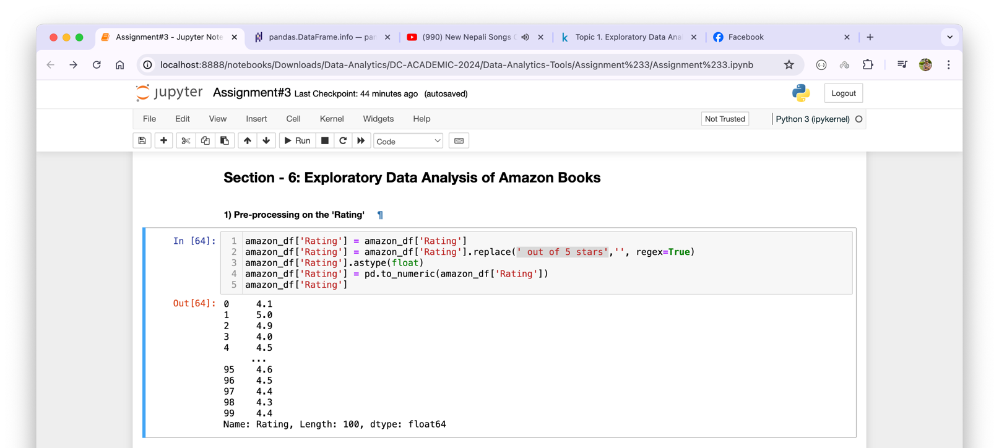 Assignment#3 - Jupyter Note
pandas.DataFrame.info — pan
(990) New Nepali Songs
Topic 1. Exploratory Data Ana
Facebook
localhost:8888/notebooks/Downloads/Data-Analytics/DC-ACADEMIC-2024/Data-Analytics-Tools/Assignment%233/Assignment%233.ipynb
jupyter Assignment#3 Last Checkpoint: 44 minutes ago (autosaved)
Logout
File Edit View Insert Cell Kernel Widgets Help
Not Trusted
Python 3 (ipykernel)
Run
Code
Section - 6: Exploratory Data Analysis of Amazon Books
1) Pre-processing on the 'Rating' ¶
In [64]:
1 amazon_df['Rating'] = amazon_df['Rating']
2 amazon_df['Rating'] = amazon_df['Rating'].replace(' out of 5 stars','', regex=True)
3 amazon_df['Rating'].astype(float)
4 amazon_df['Rating'] = pd.to_numeric(amazon_df['Rating'])
5 amazon_df['Rating']
Out[64]:
0 4.1
1 5.0
2 4.9
3 4.0
4 4.5
...
95 4.6
96 4.5
97 4.4
98 4.3
99 4.4
Name: Rating, Length: 100, dtype: float64